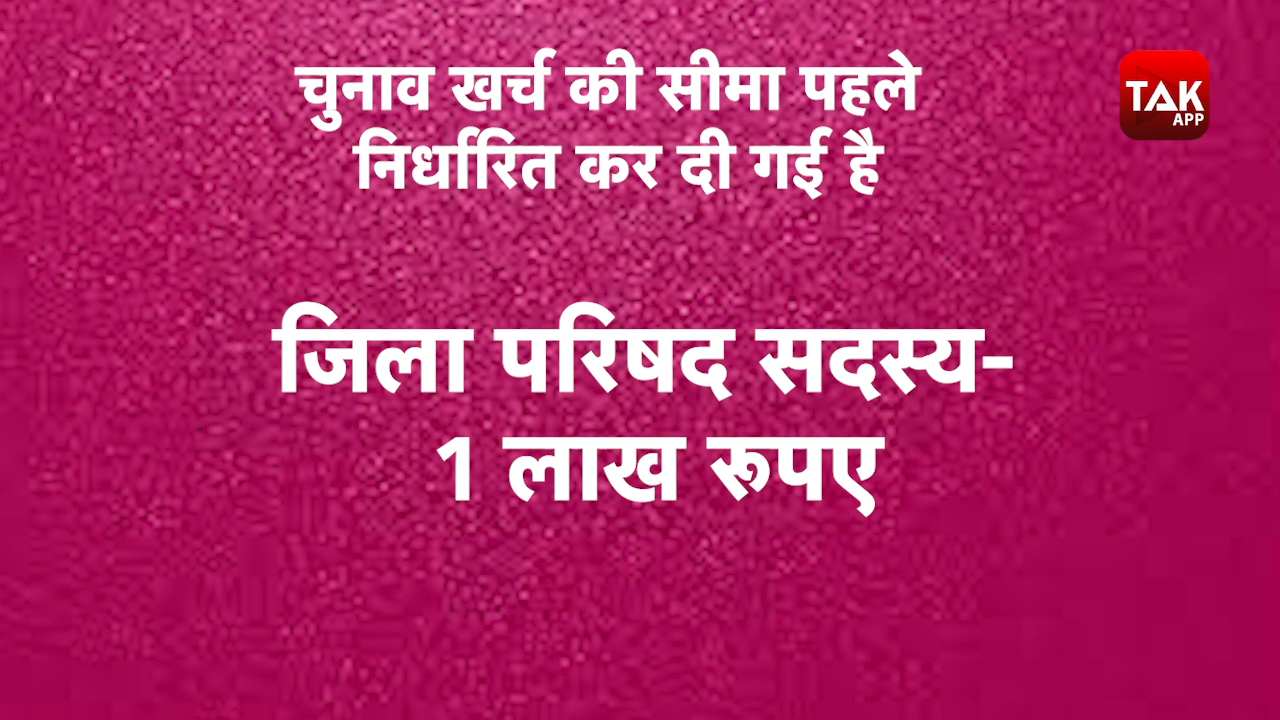 चुनाव खर्च की सीमा पहले
निर्धारित कर दी गई है
जिला परिषद सदस्य-
1 लाख रूपए
TAK
APP